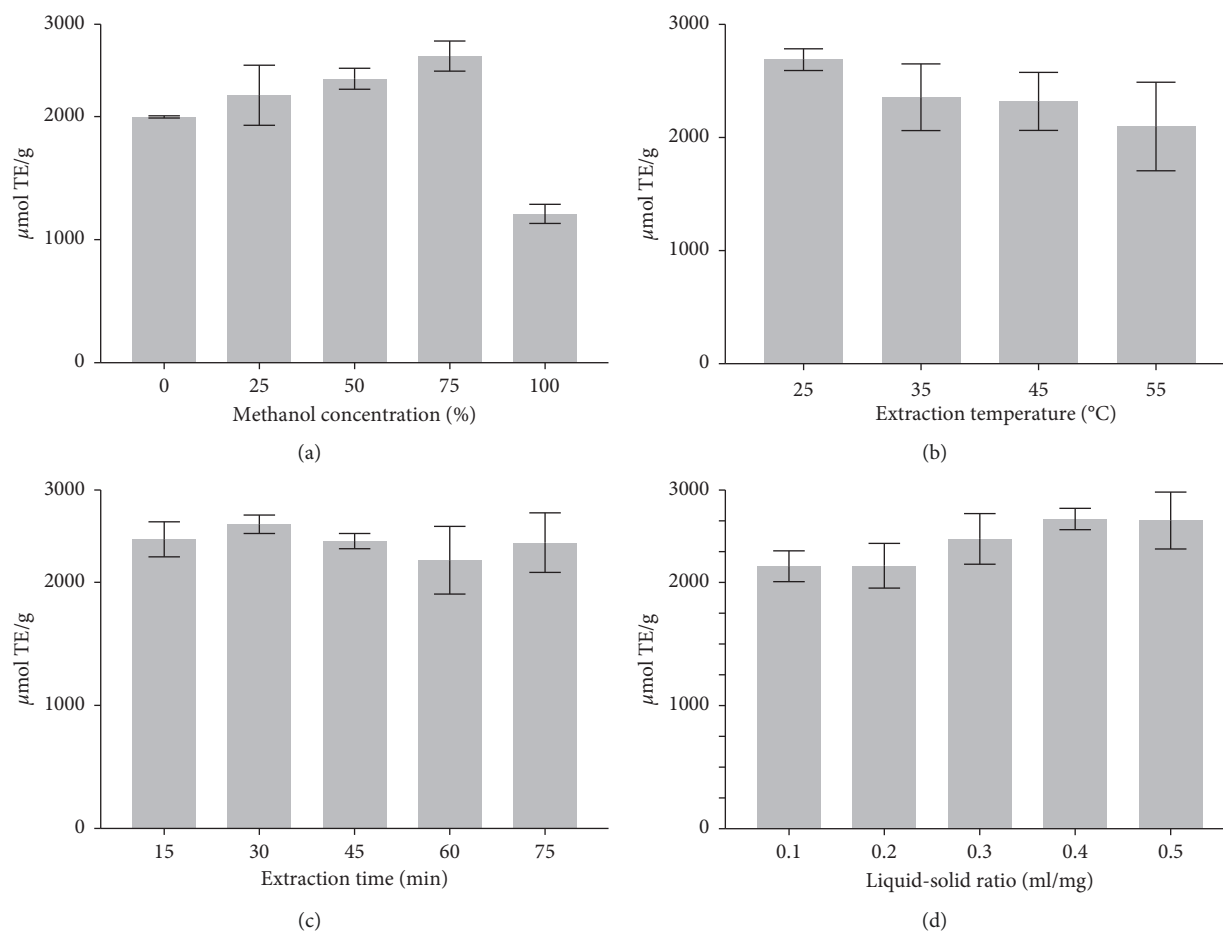 3000
2000
1000
0
µmol TE/g
0 25 50 75 100
Methanol concentration (%)
(a)
3000
2000
1000
0
µmol TE/g
25 35 45 55
Extraction temperature (°C)
(b)
3000
2000
1000
0
µmol TE/g
15 30 45 60 75
Extraction time (min)
(c)
3000
2000
1000
0
µmol TE/g
0.1 0.2 0.3 0.4 0.5
Liquid-solid ratio (ml/mg)
(d)